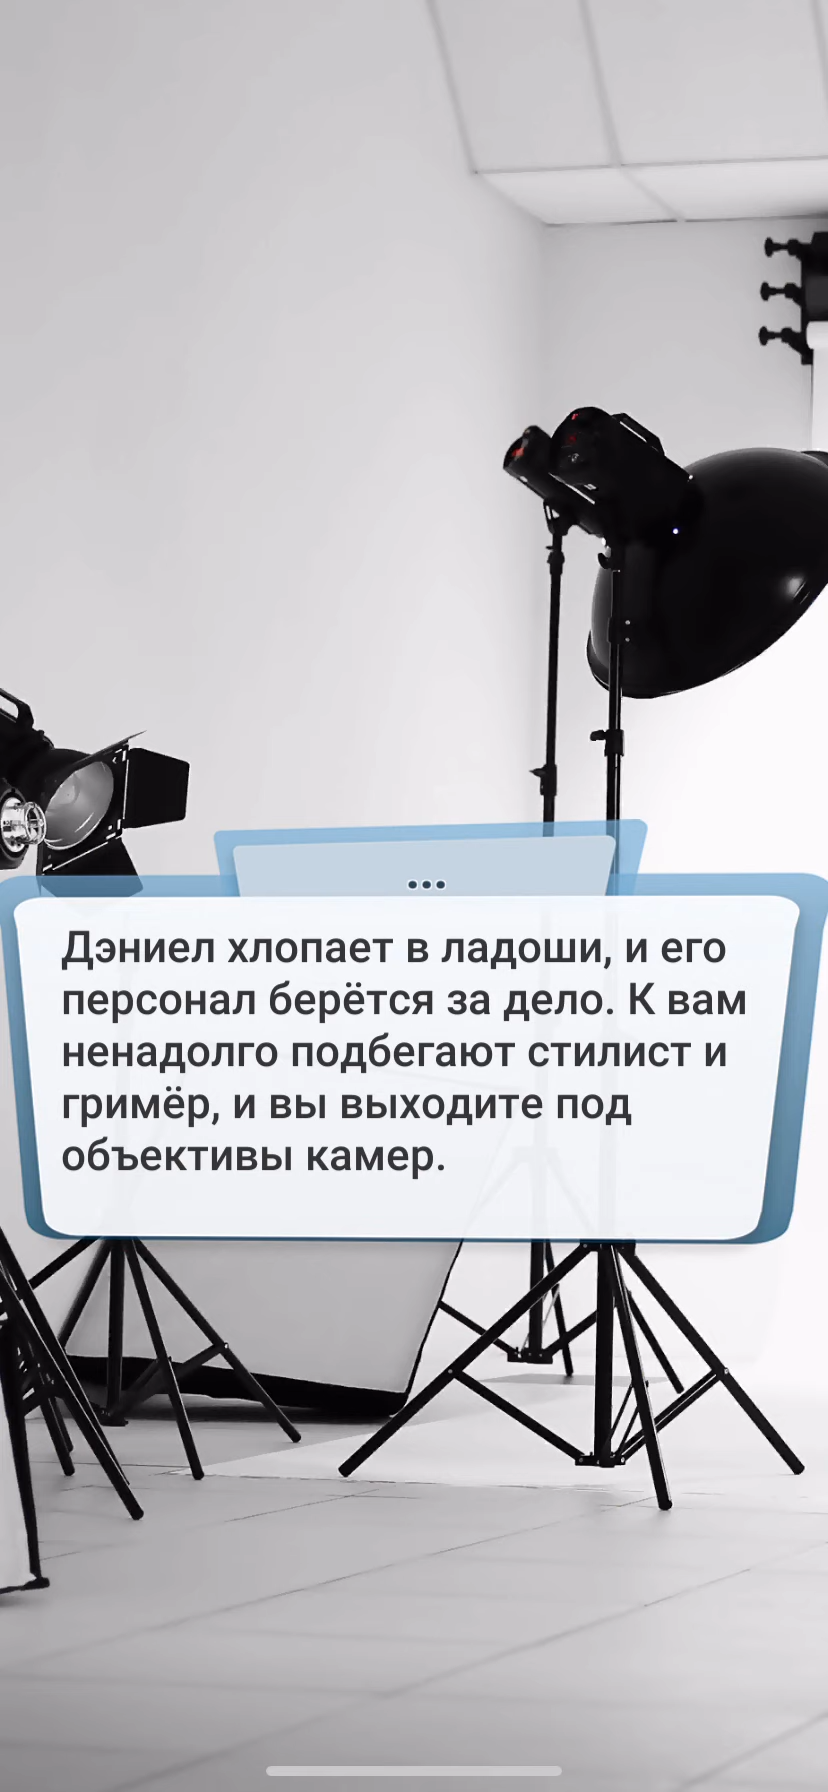 ...
Дэниел хлопает в ладоши, и его
персонал берётся за дело. К вам
ненадолго подбегают стилист и
гримёр, и вы выходите под
объективы камер.